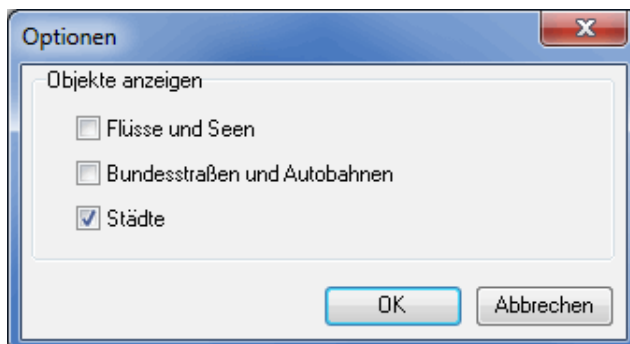 Optionen
Objekte anzeigen
Flüsse und Seen
Bundesstraßen und Autobahnen
Städte
OK
Abbrechen